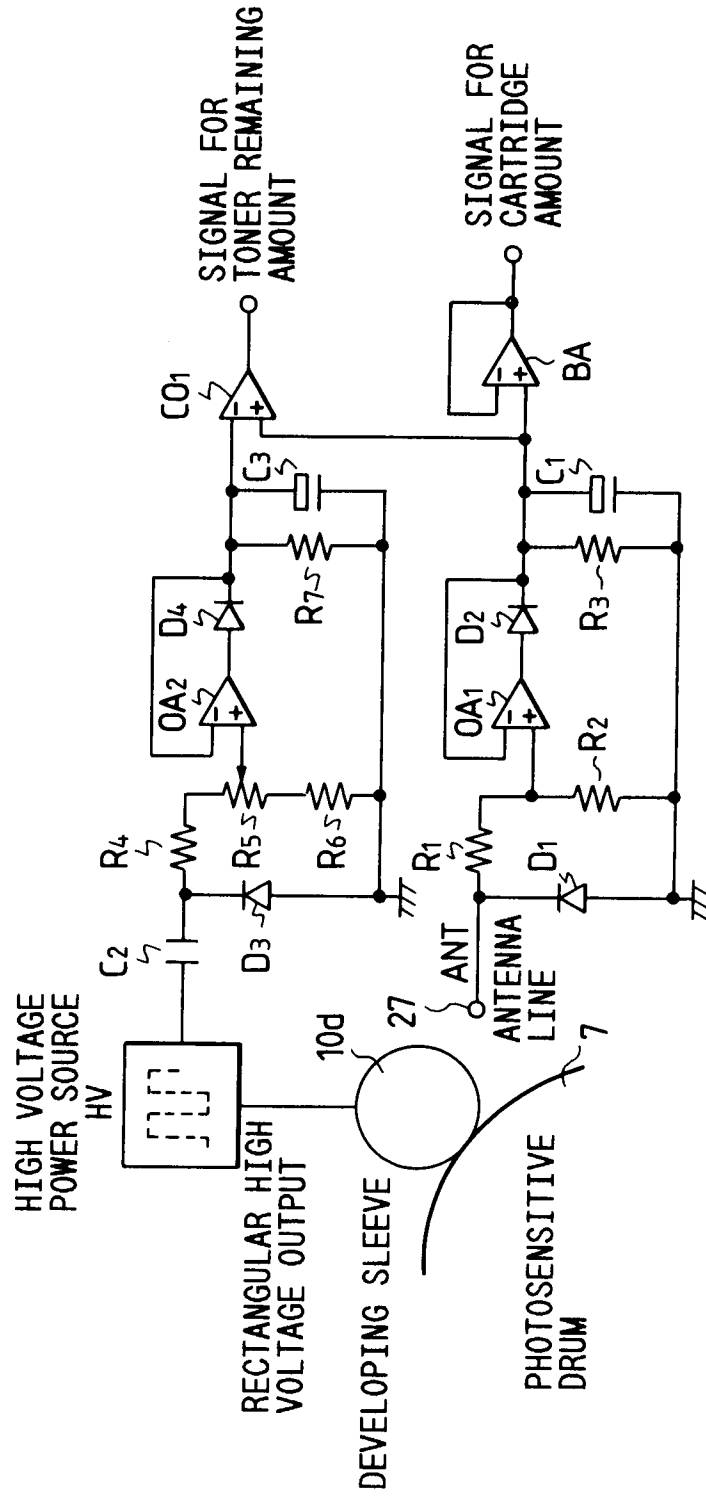 HIGH VOLTAGE
POWER SOURCE
HV
RECTANGULAR HIGH
VOLTAGE OUTPUT
DEVELOPING SLEEVE
10d
PHOTOSENSITIVE
DRUM
7
27
ANT
ANTENNA
LINE
C2
R4
D3
R5
R6
OA2
D4
R7
C3
CO1
SIGNAL FOR
TONER REMAINING
AMOUNT
R1
D1
R2
OA1
D2
R3
C1
BA
SIGNAL FOR
CARTRIDGE
AMOUNT
-
+
-
+
-
+
-
+